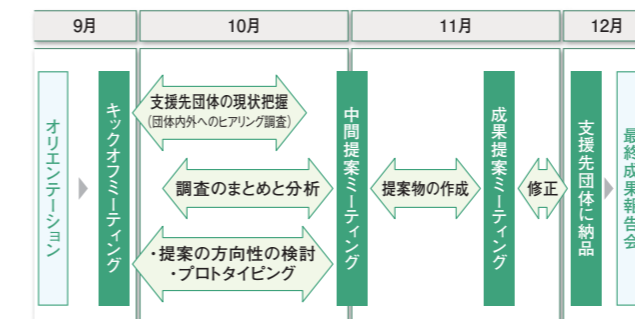 9月
10月
11月
12月
オリエンテーション
キックオフミーティング
支援先団体の現状把握
(団体内外へのヒアリング調査)
調査のまとめと分析
・提案の方向性の検討
・プロトタイピング
中間提案ミーティング
提案物の作成
成果提案ミーティング
修正
支援先団体に納品
最終成果報告会